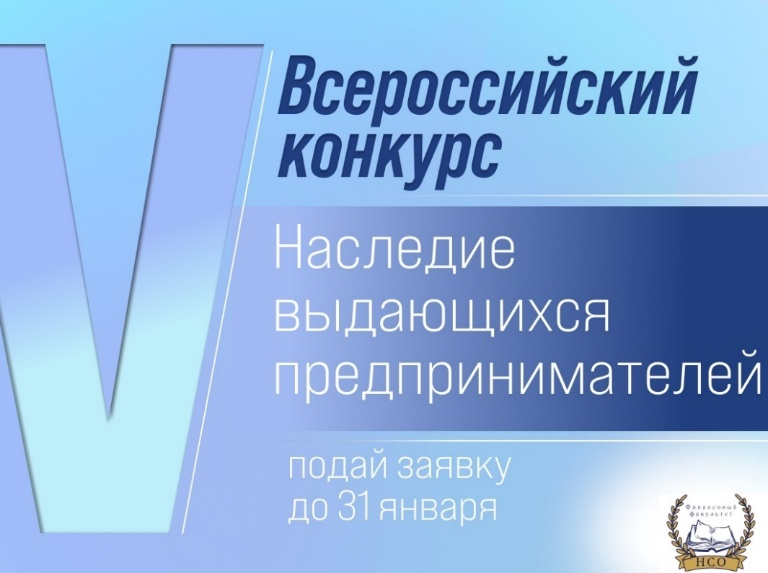 V
Всероссийский
конкурс
Наследие
выдающихся
предпринимателей
подай заявку
до 31 января
Финансовый
факультет
НСО